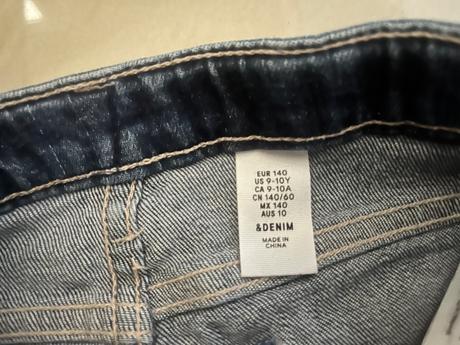 EUR 140
US 9-10Y
CA 9-10A
CN 140/60
MX 140
AUS 10
&DENIM
MADE IN
CHINA